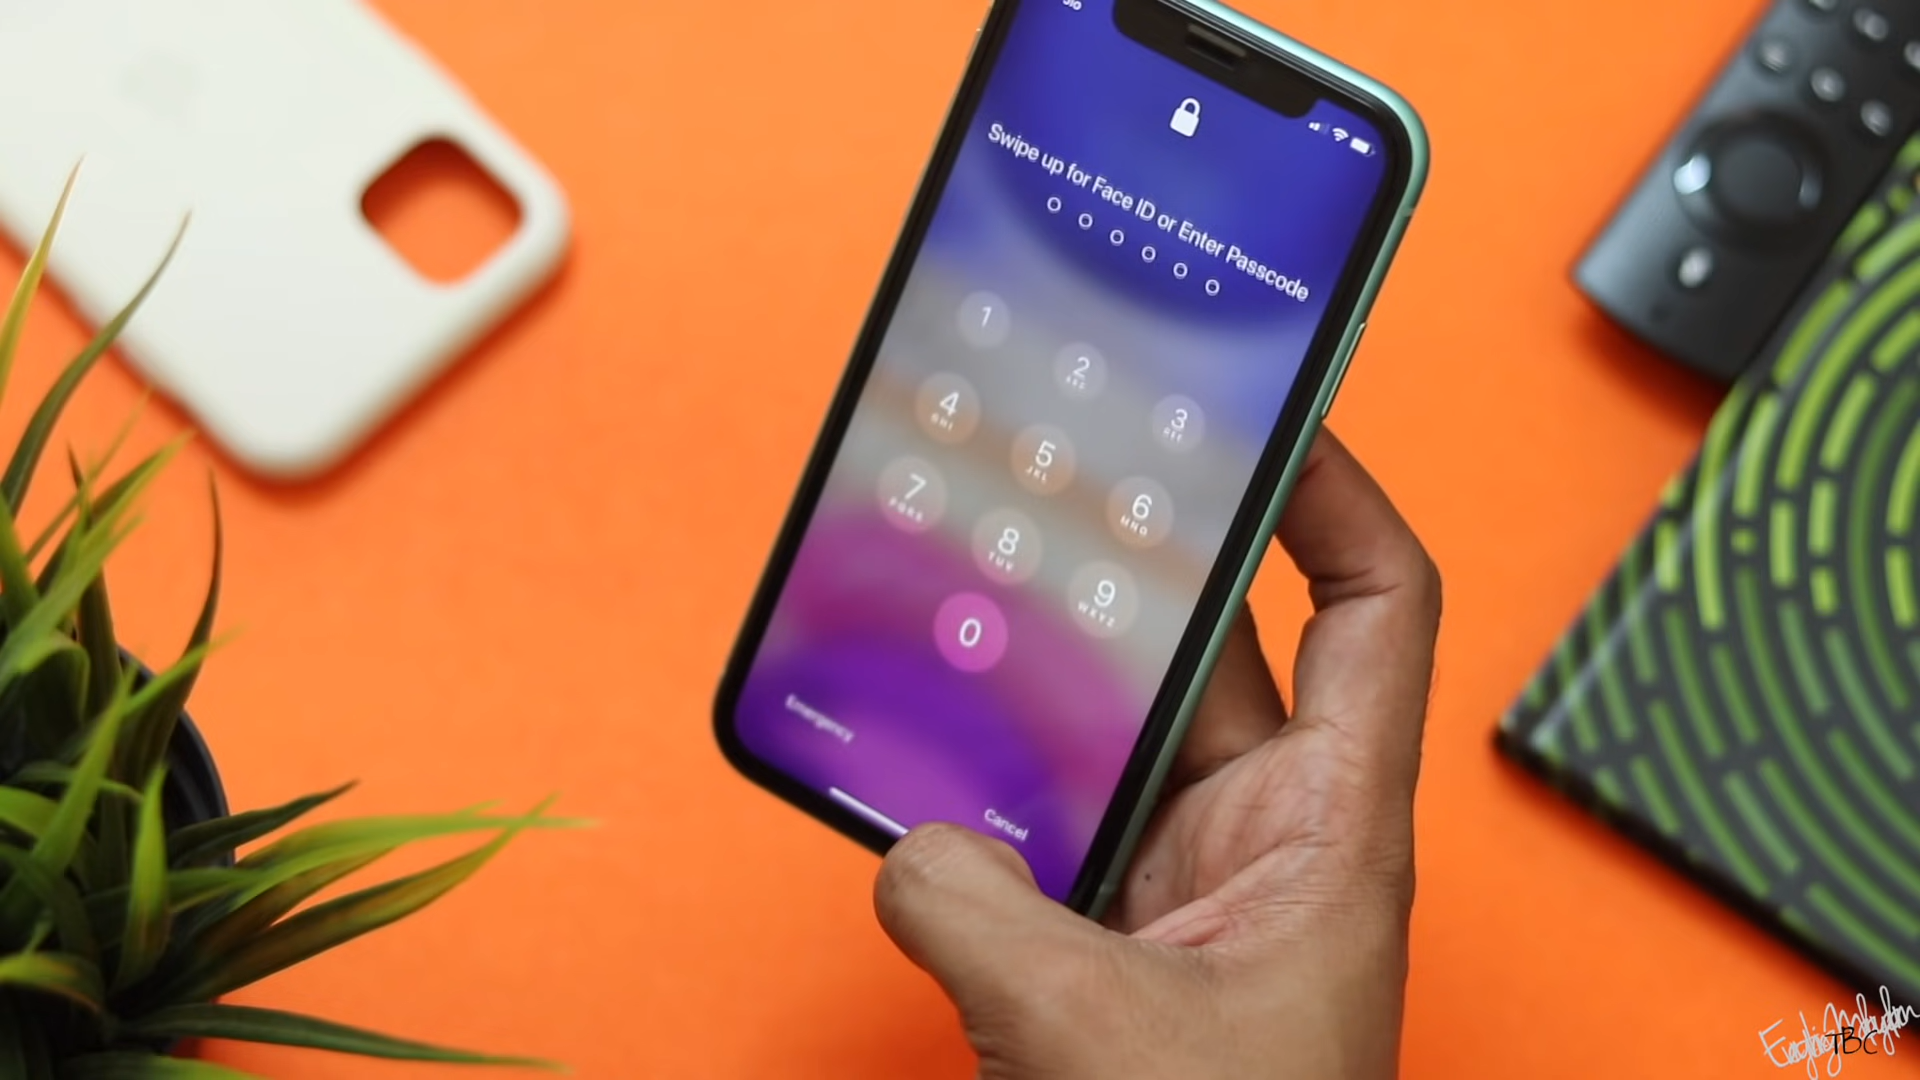 Jio
Swipe up for Face ID or Enter Passcode
1
2
ABC
3
DEF
4
GHI
5
JKL
6
MNO
7
PQRS
8
TUV
9
WXYZ
0
Emergency
Cancel
TBC